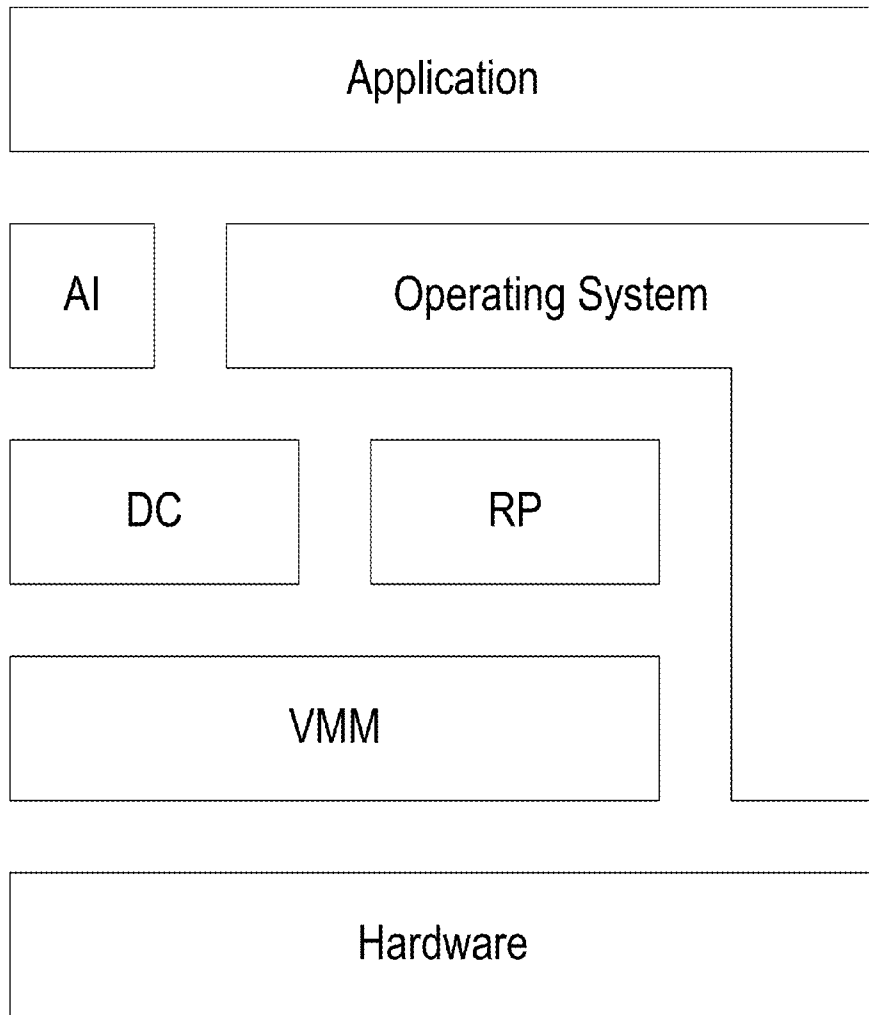 Application
AI
Operating System
DC
RP
VMM
Hardware